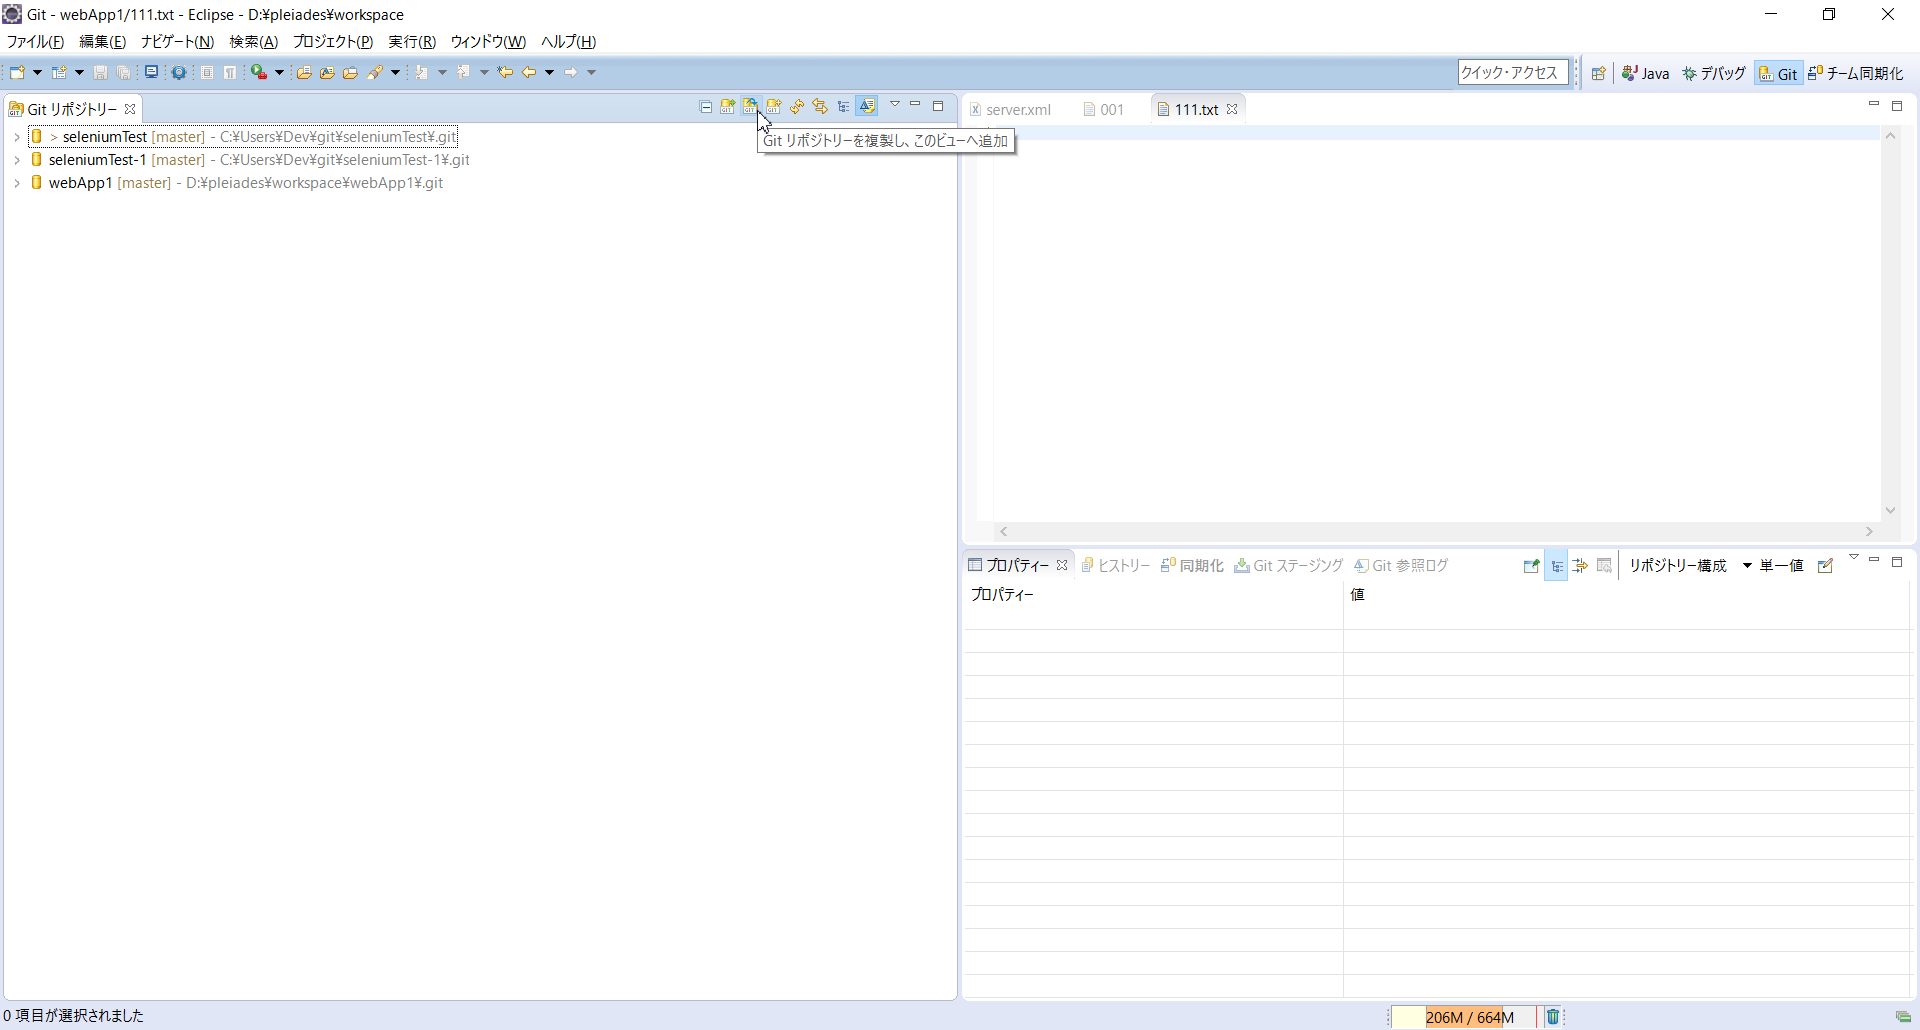 Git - webApp1/111.txt - Eclipse - D:¥pleiades¥workspace
ファイル(F) 編集(E) ナビゲート(N) 検索(A) プロジェクト(P) 実行(R) ウィンドウ(W) ヘルプ(H)
クイック・アクセス Java デバッグ Git チーム同期化
Git リポジトリー
server.xml 001 111.txt
> seleniumTest [master] - C:¥Users¥Dev¥git¥seleniumTest¥.git
Git リポジトリーを複製し、このビューへ追加
seleniumTest-1 [master] - C:¥Users¥Dev¥git¥seleniumTest-1¥.git
webApp1 [master] - D:¥pleiades¥workspace¥webApp1¥.git
プロパティー ヒストリー 同期化 Git ステージング Git 参照ログ リポジトリー構成 単一値
プロパティー 値
0 項目が選択されました
206M / 664M